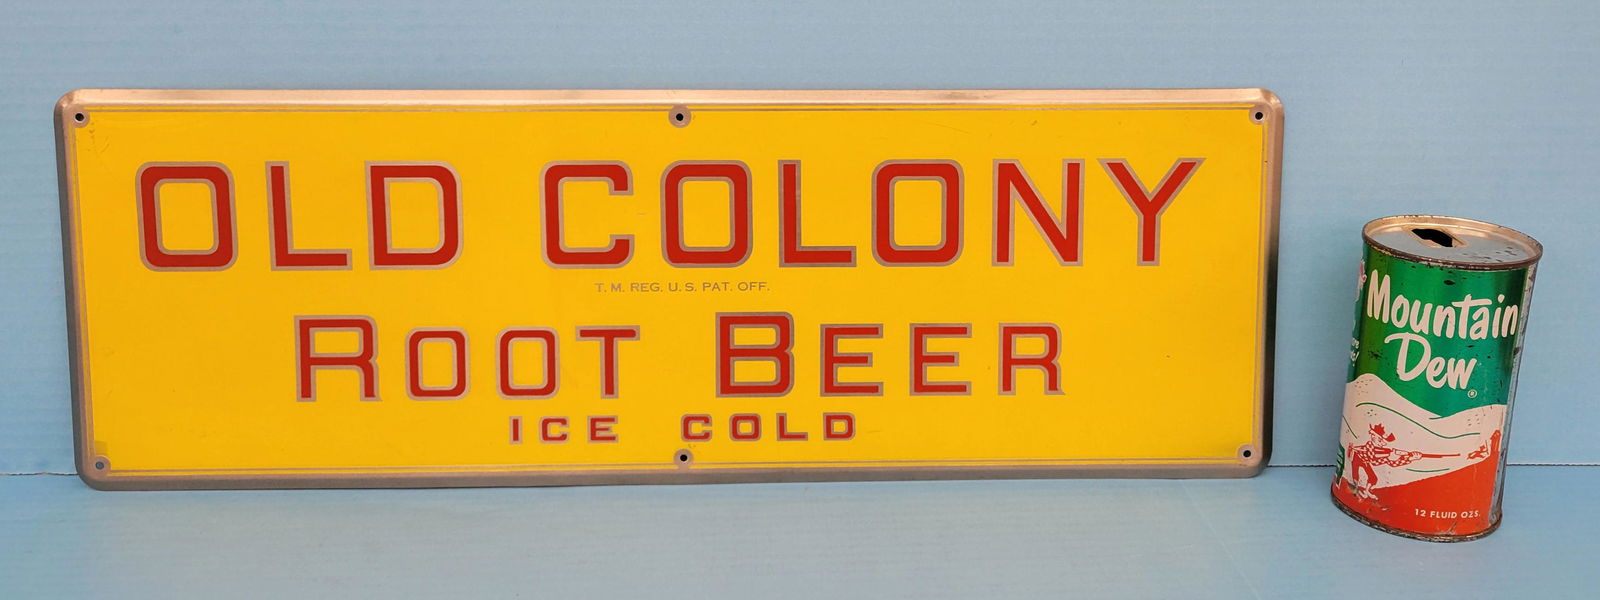 OLD COLONY
T. M. REG. U. S. PAT. OFF.
ROOT BEER
ICE COLD
Mountain
Dew
®
12 FLUID OZS.